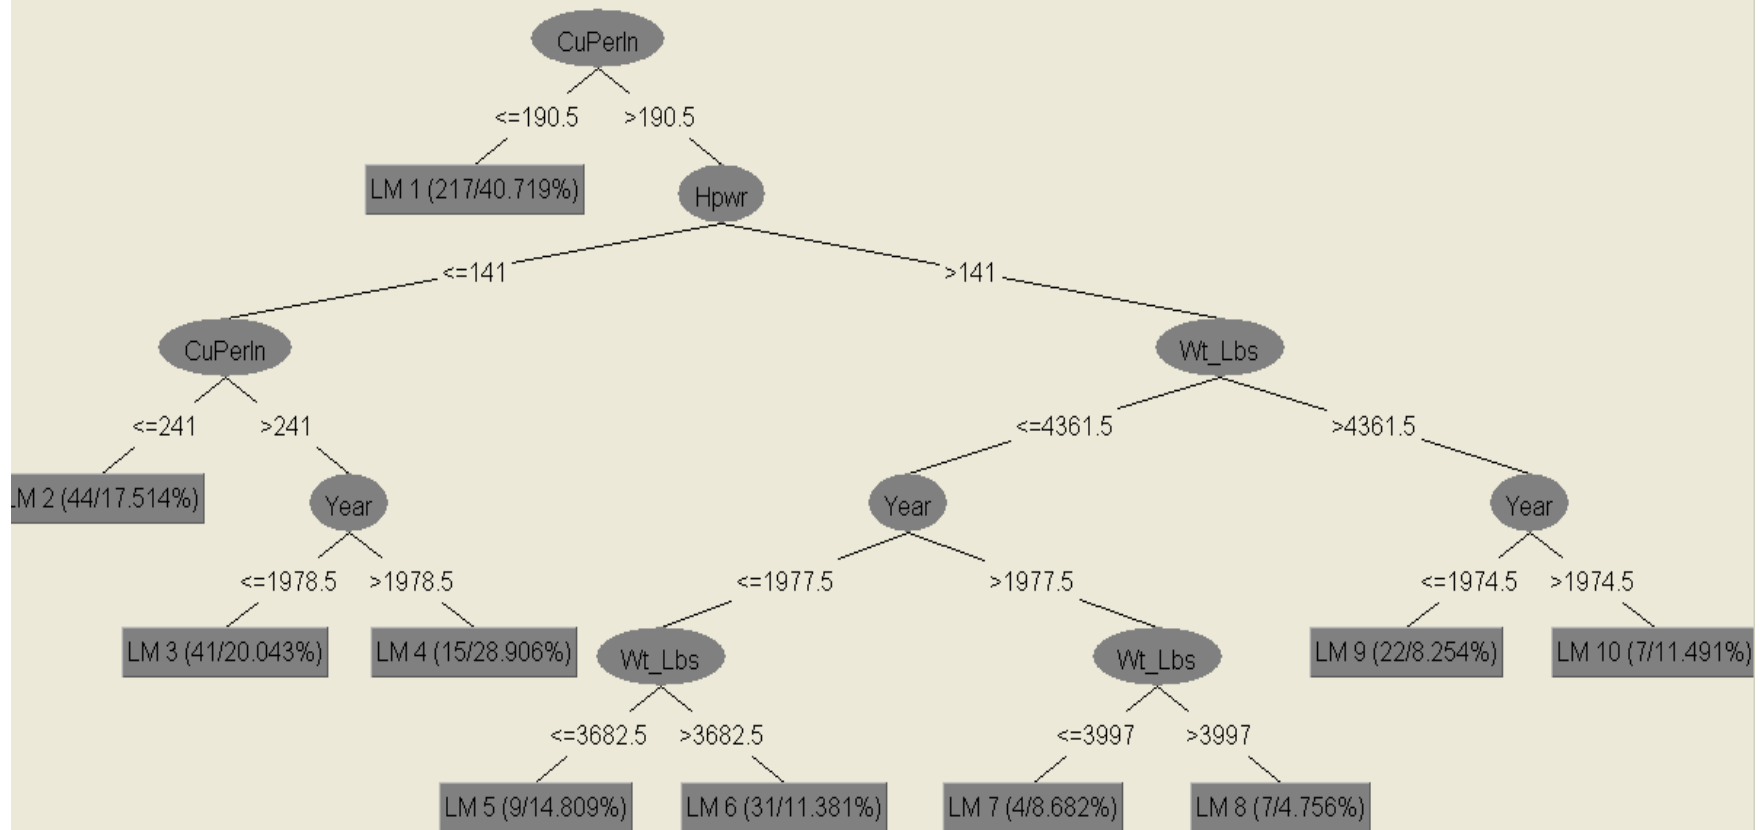 CuPerIn
<=190.5 >190.5
LM 1 (217/40.719%) Hpwr
<=141 >141
CuPerIn Wt_Lbs
<=241 >241 <=4361.5 >4361.5
LM 2 (44/17.514%) Year Year Year
<=1978.5 >1978.5 <=1977.5 >1977.5 <=1974.5 >1974.5
LM 3 (41/20.043%) LM 4 (15/28.906%) Wt_Lbs Wt_Lbs LM 9 (22/8.254%) LM 10 (7/11.491%)
<=3682.5 >3682.5 <=3997 >3997
LM 5 (9/14.809%) LM 6 (31/11.381%) LM 7 (4/8.682%) LM 8 (7/4.756%)